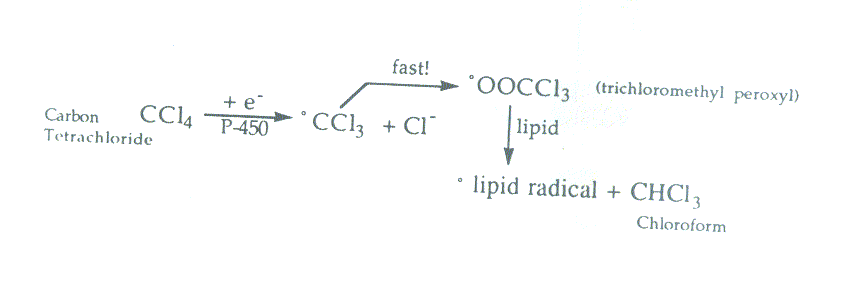 fast!
°OOCCl3 (trichloromethyl peroxyl)
Carbon Tetrachloride
CCl4
+ e-
P-450
°CCl3 + Cl-
lipid
° lipid radical + CHCl3
Chloroform